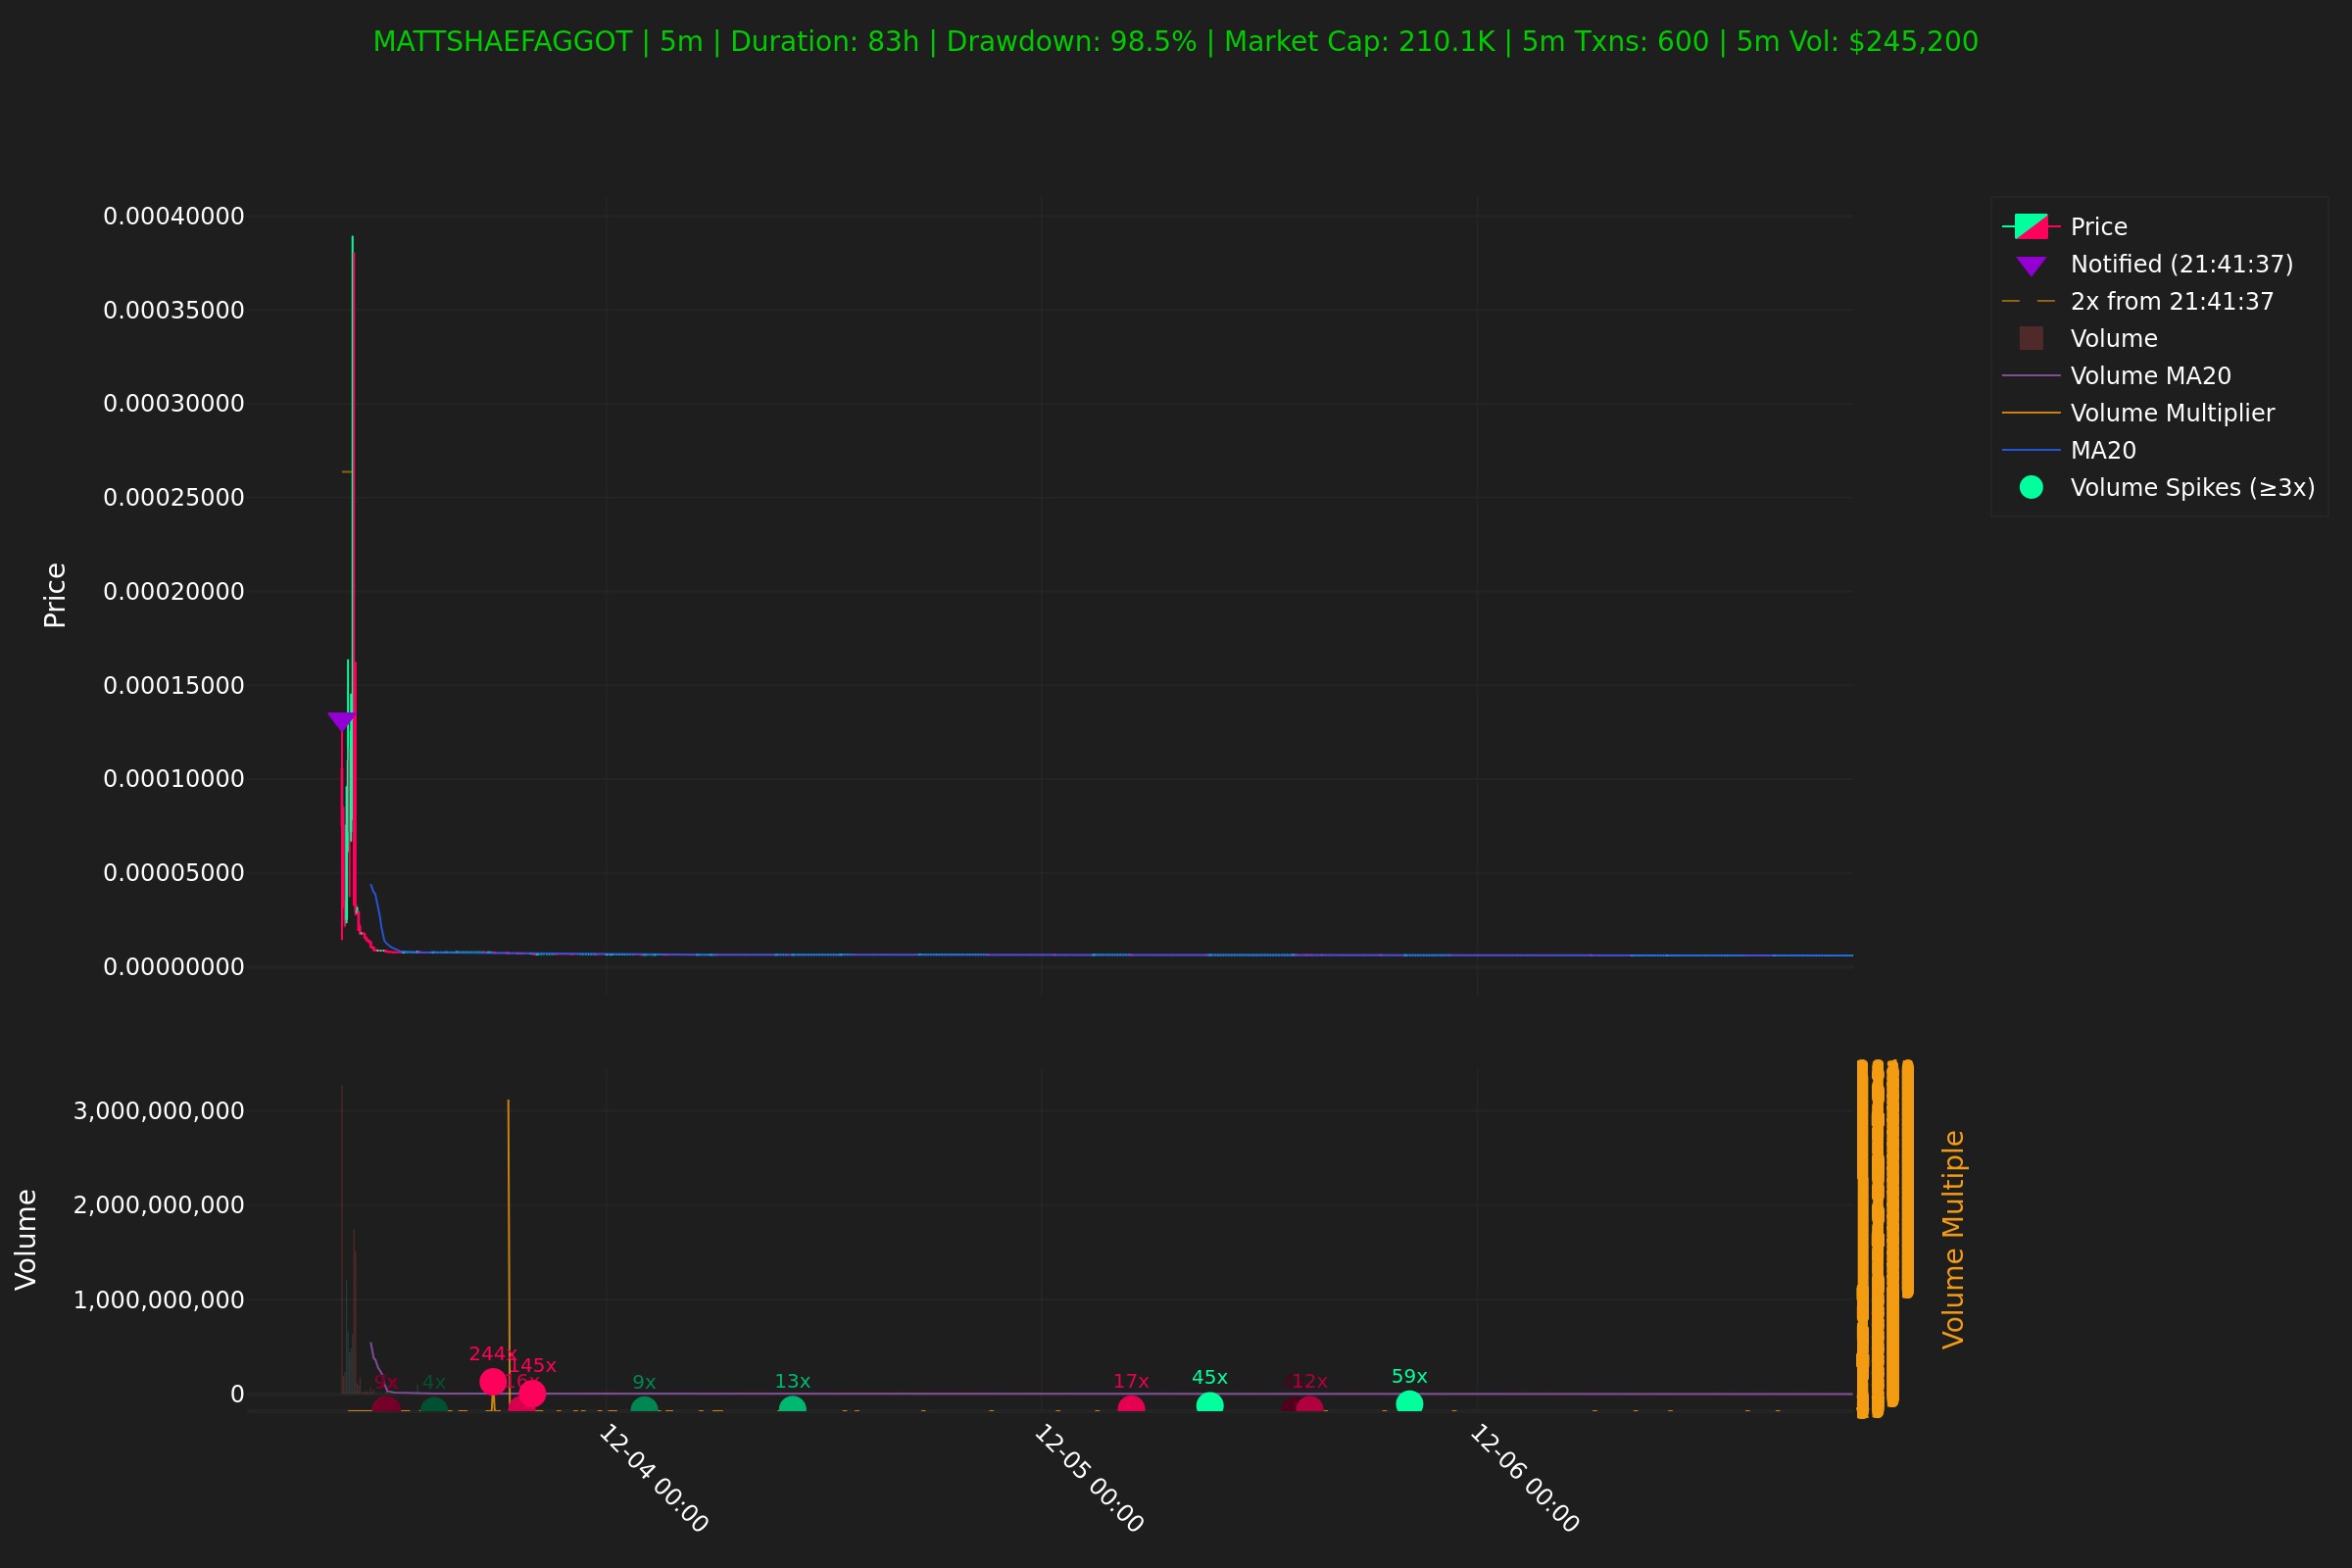 MATTSHAEFAGGOT | 5m | Duration: 83h | Drawdown: 98.5% | Market Cap: 210.1K | 5m Txns: 600 | 5m Vol: $245,200
0.00040000
0.00035000
0.00030000
0.00025000
0.00020000
0.00015000
0.00010000
0.00005000
0.00000000
Price
Price
Notified (21:41:37)
2x from 21:41:37
Volume
Volume MA20
Volume Multiplier
MA20
Volume Spikes (≥3x)
3,000,000,000
2,000,000,000
1,000,000,000
0
Volume
9x
4x
244x
16x
145x
9x
13x
17x
45x
12x
59x
Volume Multiple
12-04 00:00
12-05 00:00
12-06 00:00